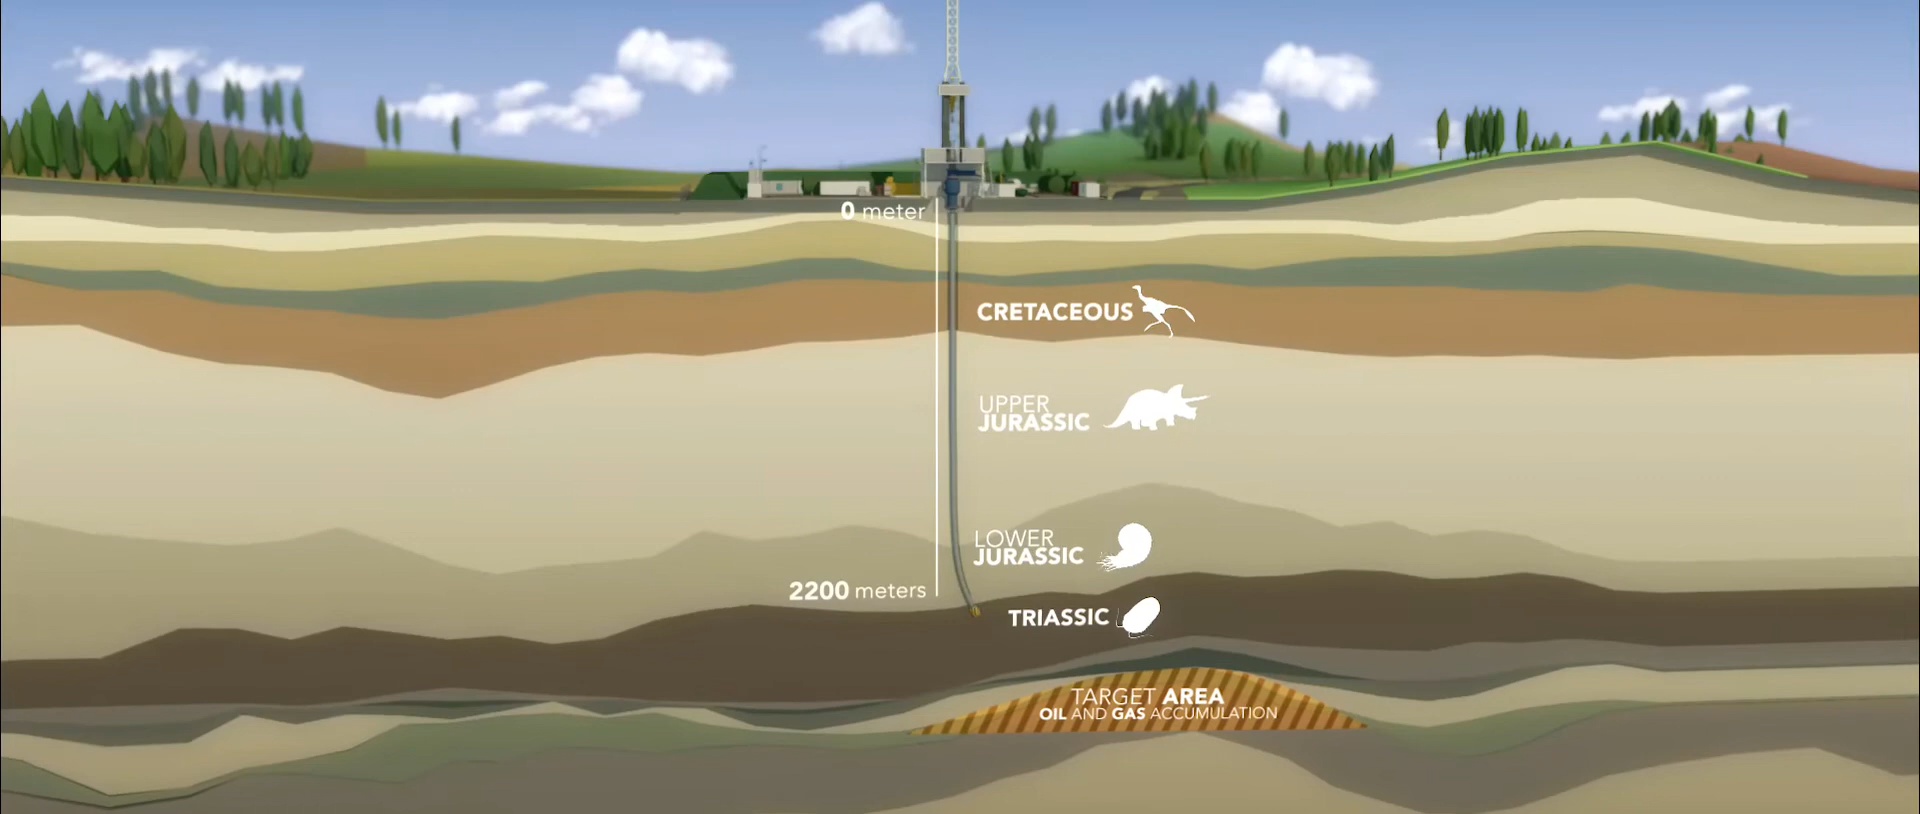 0 meter
CRETACEOUS
UPPER
JURASSIC
LOWER
JURASSIC
2200 meters
TRIASSIC
TARGET AREA
OIL AND GAS ACCUMULATION